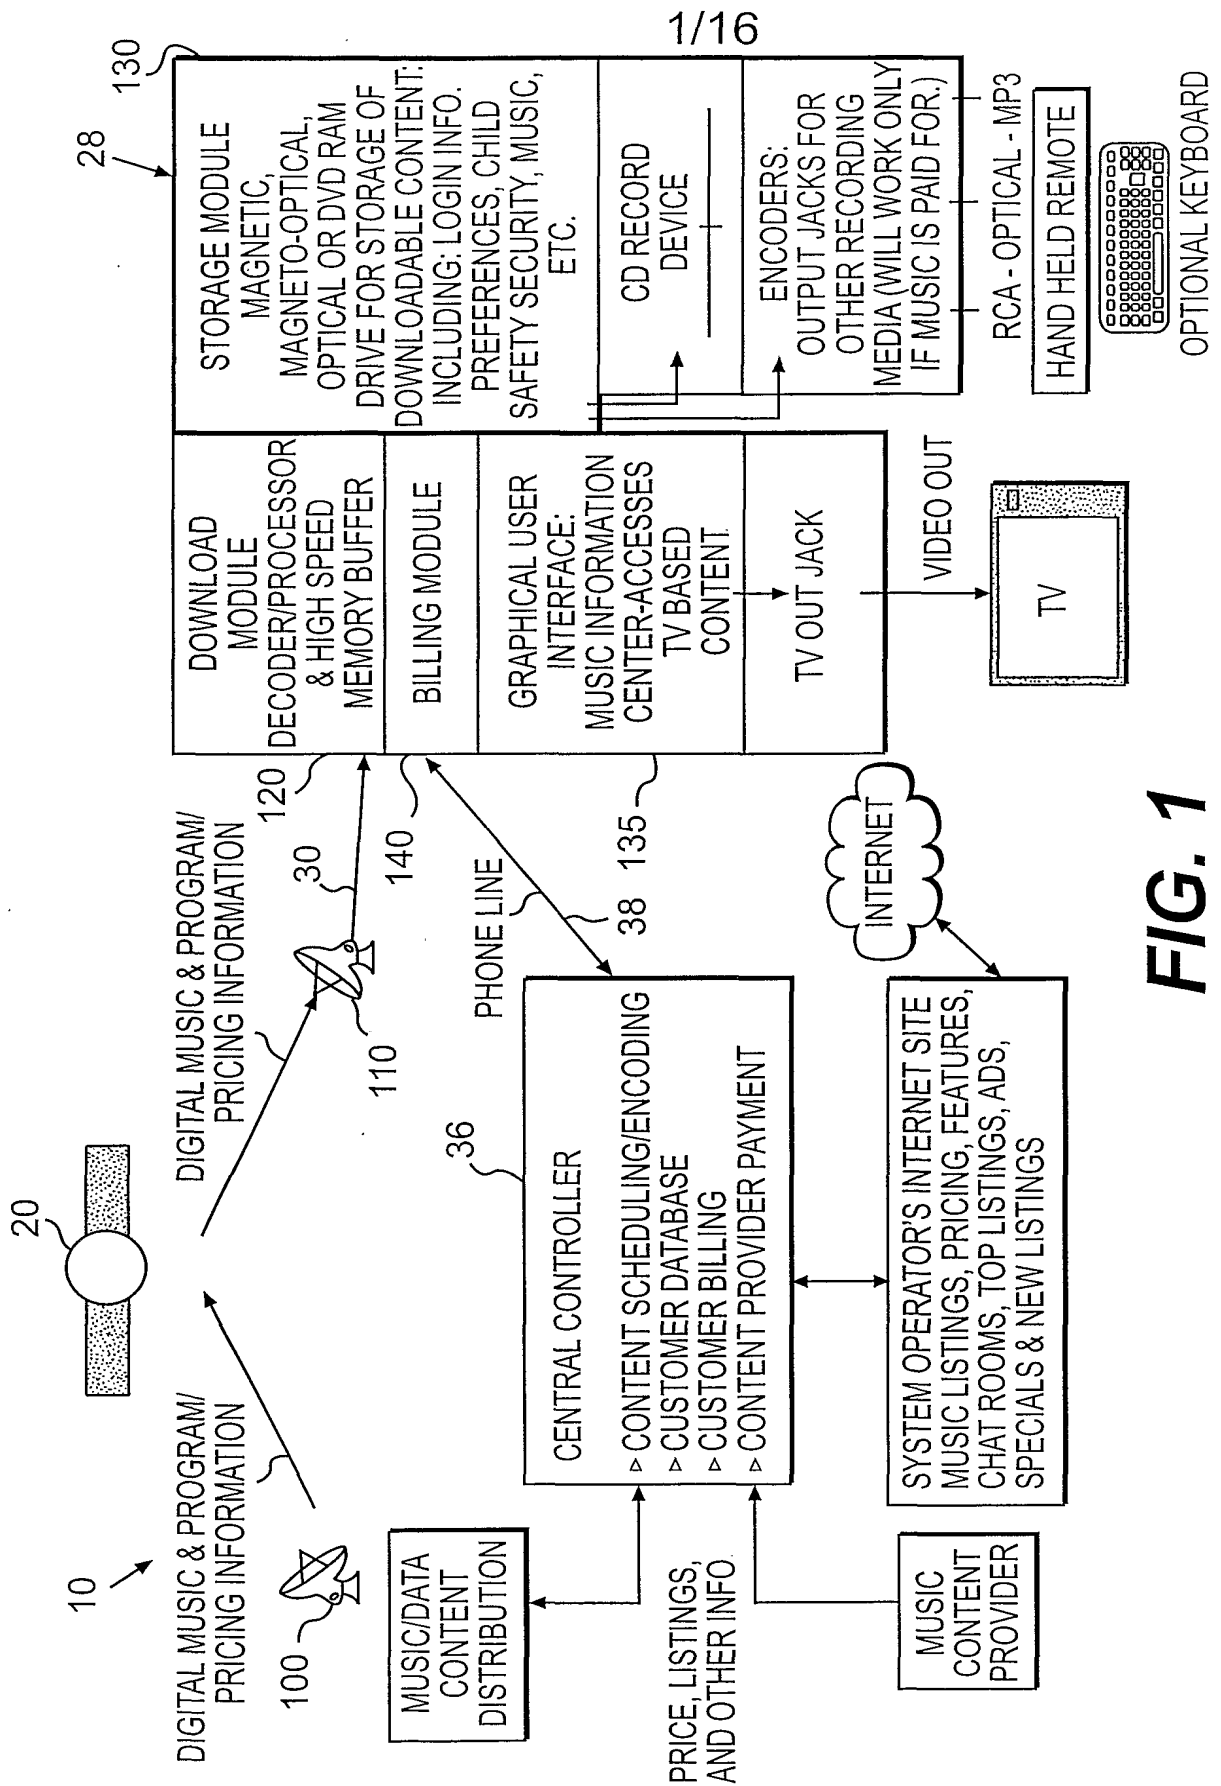 1/16
10
DIGITAL MUSIC & PROGRAM/
PRICING INFORMATION
100
20
DIGITAL MUSIC & PROGRAM/
PRICING INFORMATION
110
30
28
130
120
DOWNLOAD
MODULE
DECODER/PROCESSOR
& HIGH SPEED
MEMORY BUFFER
140
BILLING MODULE
135
GRAPHICAL USER
INTERFACE:
MUSIC INFORMATION
CENTER-ACCESSES
TV BASED
CONTENT
TV OUT JACK
VIDEO OUT
TV
STORAGE MODULE
MAGNETIC,
MAGNETO-OPTICAL,
OPTICAL OR DVD RAM
DRIVE FOR STORAGE OF
DOWNLOADABLE CONTENT:
INCLUDING: LOGIN INFO.
PREFERENCES, CHILD
SAFETY SECURITY, MUSIC,
ETC.
CD RECORD
DEVICE
ENCODERS:
OUTPUT JACKS FOR
OTHER RECORDING
MEDIA (WILL WORK ONLY
IF MUSIC IS PAID FOR.)
RCA - OPTICAL - MP3
HAND HELD REMOTE
OPTIONAL KEYBOARD
MUSIC/DATA
CONTENT
DISTRIBUTION
36
PHONE LINE
38
CENTRAL CONTROLLER
▷ CONTENT SCHEDULING/ENCODING
▷ CUSTOMER DATABASE
▷ CUSTOMER BILLING
▷ CONTENT PROVIDER PAYMENT
PRICE, LISTINGS,
AND OTHER INFO.
MUSIC
CONTENT
PROVIDER
SYSTEM OPERATOR'S INTERNET SITE
MUSIC LISTINGS, PRICING, FEATURES,
CHAT ROOMS, TOP LISTINGS, ADS,
SPECIALS & NEW LISTINGS
INTERNET
FIG. 1